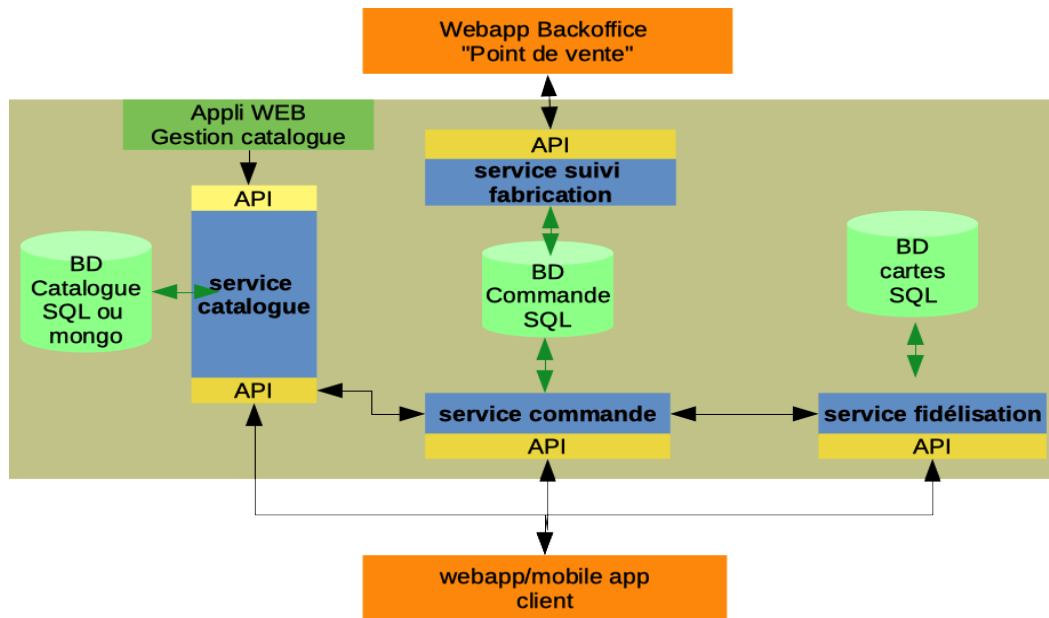 Webapp Backoffice
"Point de vente"
Appli WEB
Gestion catalogue
API
service suivi
fabrication
API
service
catalogue
API
BD
Catalogue
SQL ou
mongo
BD
Commande
SQL
BD
cartes
SQL
service commande
API
service fidélisation
API
webapp/mobile app
client